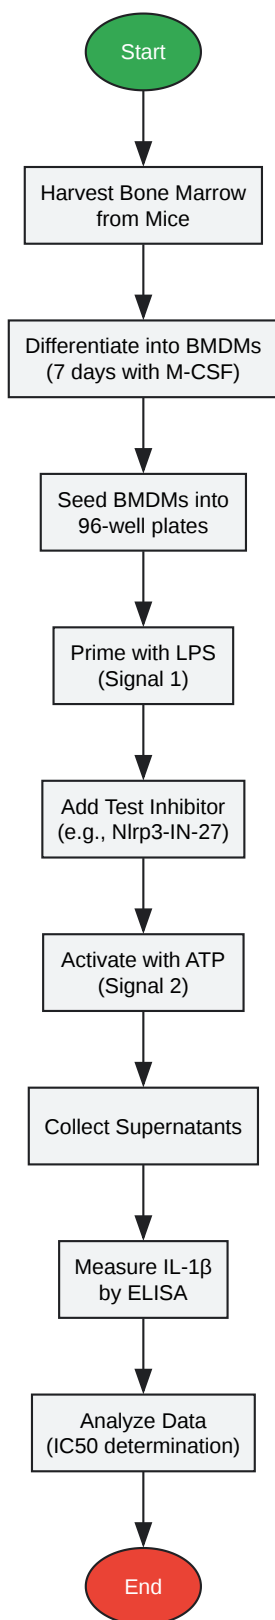 Start
Harvest Bone Marrow
from Mice
Differentiate into BMDMs
(7 days with M-CSF)
Seed BMDMs into
96-well plates
Prime with LPS
(Signal 1)
Add Test Inhibitor
(e.g., Nlrp3-IN-27)
Activate with ATP
(Signal 2)
Collect Supernatants
Measure IL-1β
by ELISA
Analyze Data
(IC50 determination)
End